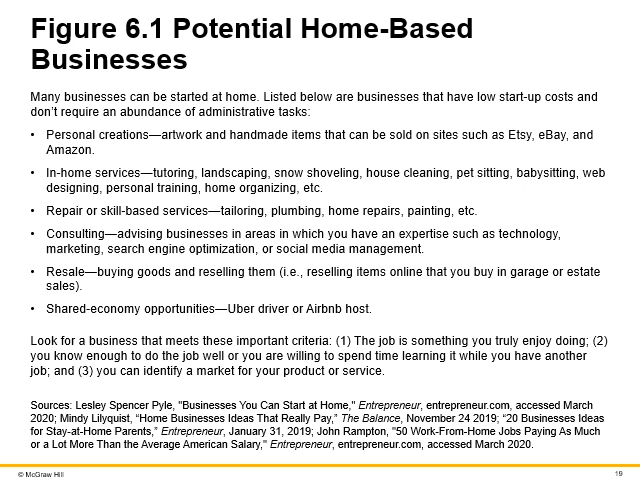 Figure 6.1 Potential Home-Based
Businesses
Many businesses can be started at home. Listed below are businesses that have low start-up costs and
don’t require an abundance of administrative tasks:
• Personal creations—artwork and handmade items that can be sold on sites such as Etsy, eBay, and
Amazon.
• In-home services—tutoring, landscaping, snow shoveling, house cleaning, pet sitting, babysitting, web
designing, personal training, home organizing, etc.
• Repair or skill-based services—tailoring, plumbing, home repairs, painting, etc.
• Consulting—advising businesses in areas in which you have an expertise such as technology,
marketing, search engine optimization, or social media management.
• Resale—buying goods and reselling them (i.e., reselling items online that you buy in garage or estate
sales).
• Shared-economy opportunities—Uber driver or Airbnb host.
Look for a business that meets these important criteria: (1) The job is something you truly enjoy doing; (2)
you know enough to do the job well or you are willing to spend time learning it while you have another
job; and (3) you can identify a market for your product or service.
Sources: Lesley Spencer Pyle, "Businesses You Can Start at Home," Entrepreneur, entrepreneur.com, accessed March
2020; Mindy Lilyquist, “Home Businesses Ideas That Really Pay,” The Balance, November 24 2019; “20 Businesses Ideas
for Stay-at-Home Parents,” Entrepreneur, January 31, 2019; John Rampton, "50 Work-From-Home Jobs Paying As Much
or a Lot More Than the Average American Salary," Entrepreneur, entrepreneur.com, accessed March 2020.
© McGraw Hill
19